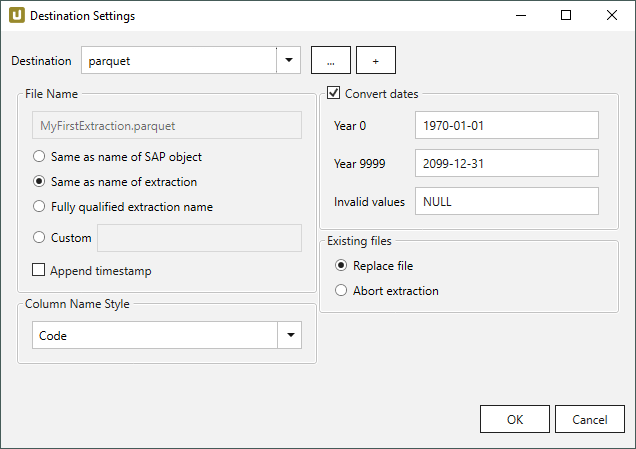 Destination Settings
Destination
parquet
...
+
File Name
MyFirstExtraction.parquet
Same as name of SAP object
Same as name of extraction
Fully qualified extraction name
Custom
Append timestamp
Column Name Style
Code
Convert dates
Year 0
1970-01-01
Year 9999
2099-12-31
Invalid values
NULL
Existing files
Replace file
Abort extraction
OK
Cancel